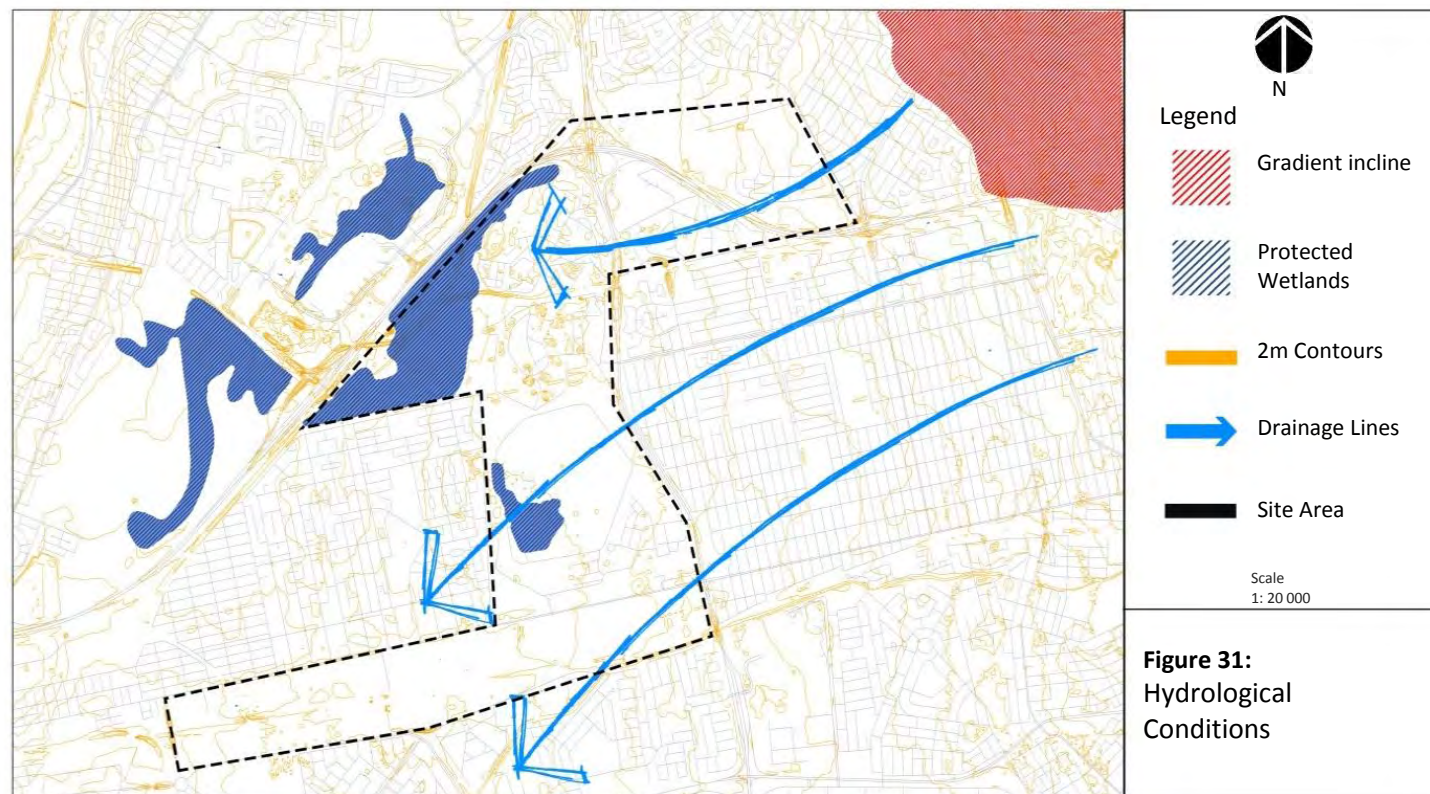 N
Legend
Gradient incline
Protected
Wetlands
2m Contours
Drainage Lines
Site Area
Scale
1: 20 000
Figure 31:
Hydrological
Conditions